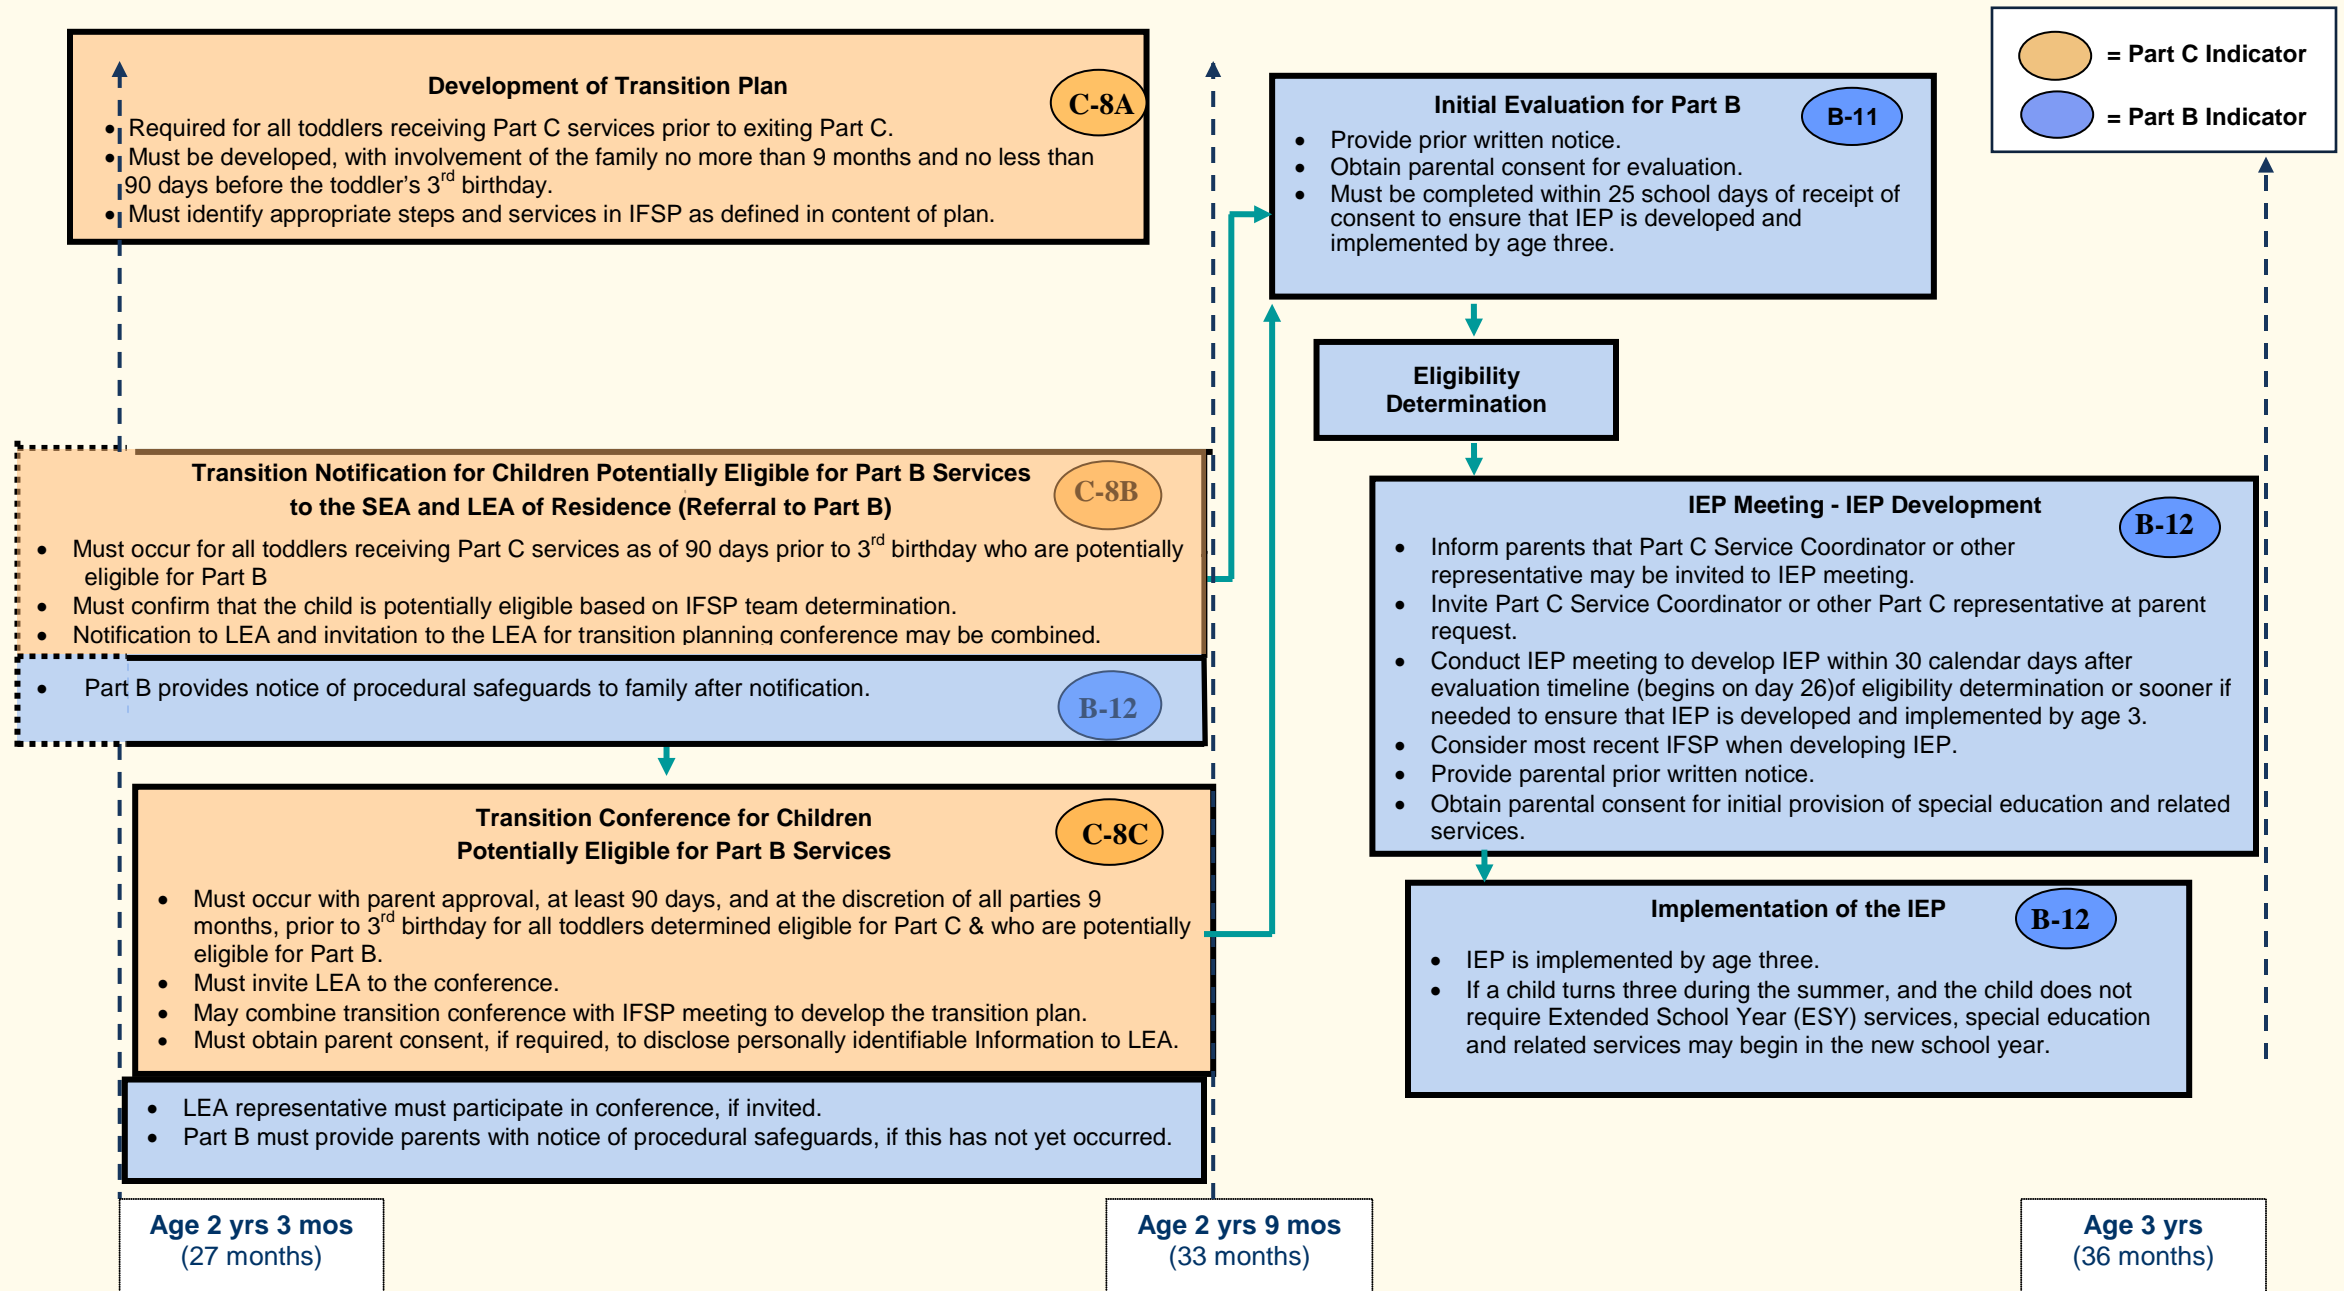 Development of Transition Plan
C-8A
• Required for all toddlers receiving Part C services prior to exiting Part C.
• Must be developed, with involvement of the family no more than 9 months and no less than
90 days before the toddler's 3rd birthday.
• Must identify appropriate steps and services in IFSP as defined in content of plan.
Transition Notification for Children Potentially Eligible for Part B Services
to the SEA and LEA of Residence (Referral to Part B)
C-8B
• Must occur for all toddlers receiving Part C services as of 90 days prior to 3rd birthday who are potentially
eligible for Part B
• Must confirm that the child is potentially eligible based on IFSP team determination.
• Notification to LEA and invitation to the LEA for transition planning conference may be combined.
• Part B provides notice of procedural safeguards to family after notification.
B-12
Transition Conference for Children
Potentially Eligible for Part B Services
C-8C
• Must occur with parent approval, at least 90 days, and at the discretion of all parties 9
months, prior to 3rd birthday for all toddlers determined eligible for Part C & who are potentially
eligible for Part B.
• Must invite LEA to the conference.
• May combine transition conference with IFSP meeting to develop the transition plan.
• Must obtain parent consent, if required, to disclose personally identifiable Information to LEA.
• LEA representative must participate in conference, if invited.
• Part B must provide parents with notice of procedural safeguards, if this has not yet occurred.
Initial Evaluation for Part B
B-11
• Provide prior written notice.
• Obtain parental consent for evaluation.
• Must be completed within 25 school days of receipt of
consent to ensure that IEP is developed and
implemented by age three.
Eligibility
Determination
IEP Meeting - IEP Development
B-12
• Inform parents that Part C Service Coordinator or other
representative may be invited to IEP meeting.
• Invite Part C Service Coordinator or other Part C representative at parent
request.
• Conduct IEP meeting to develop IEP within 30 calendar days after
evaluation timeline (begins on day 26)of eligibility determination or sooner if
needed to ensure that IEP is developed and implemented by age 3.
• Consider most recent IFSP when developing IEP.
• Provide parental prior written notice.
• Obtain parental consent for initial provision of special education and related
services.
Implementation of the IEP
B-12
• IEP is implemented by age three.
• If a child turns three during the summer, and the child does not
require Extended School Year (ESY) services, special education
and related services may begin in the new school year.
= Part C Indicator
= Part B Indicator
Age 2 yrs 3 mos
(27 months)
Age 2 yrs 9 mos
(33 months)
Age 3 yrs
(36 months)